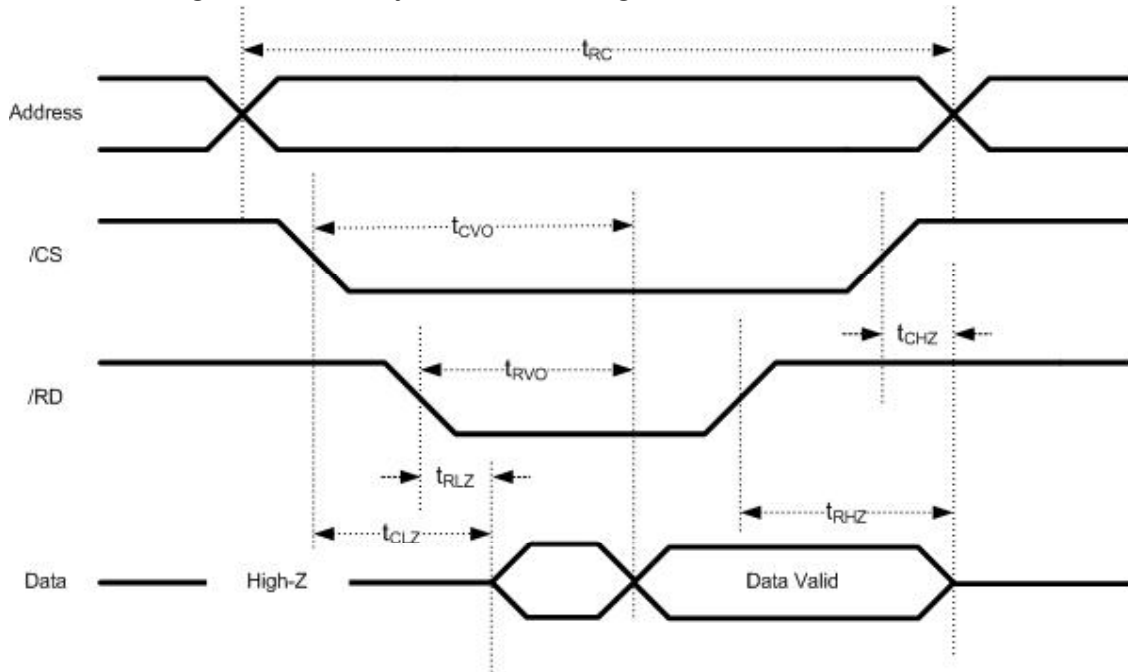 tRC
Address
tCVO
/CS
tCHZ
tRVO
/RD
tRLZ
tRHZ
tCLZ
Data
High-Z
Data Valid